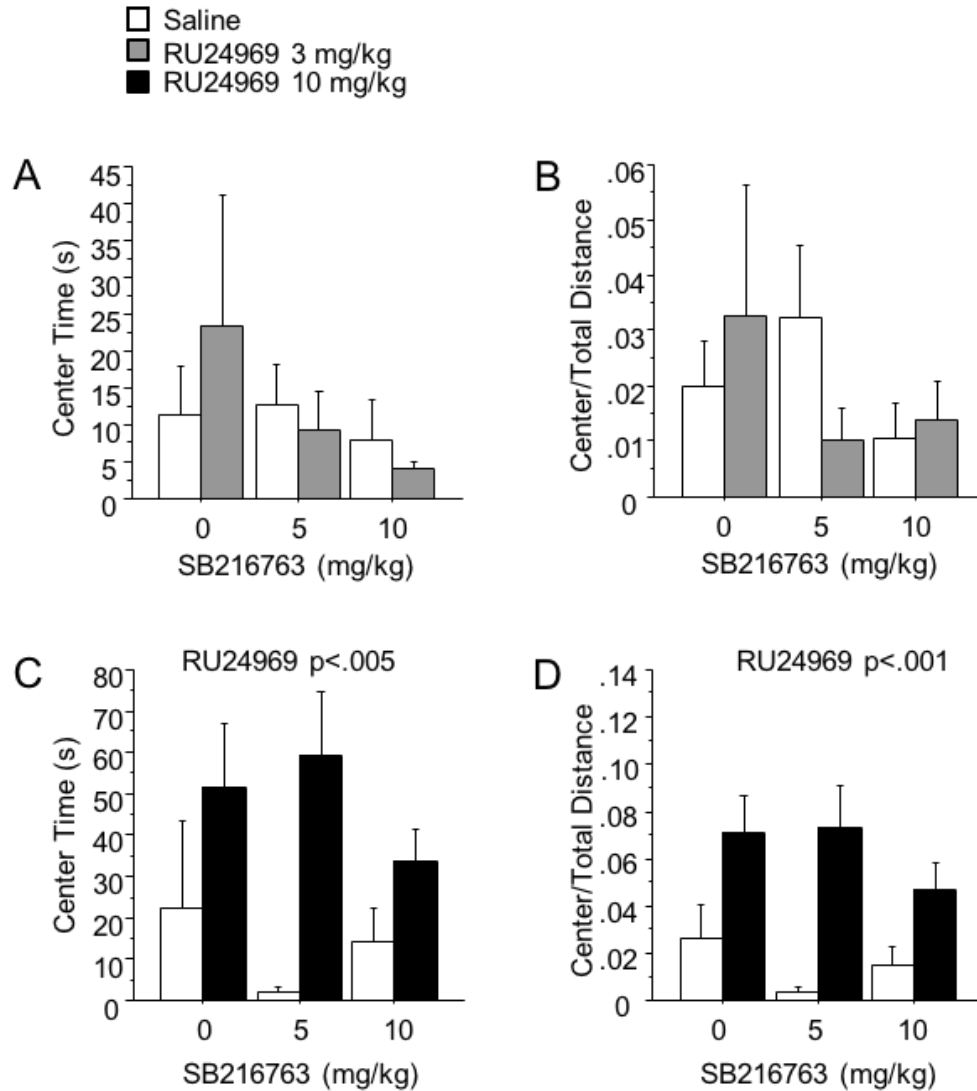 Saline
RU24969 3 mg/kg
RU24969 10 mg/kg
A
45
40
35
30
25
20
15
10
5
0
Center Time (s)
0 5 10
SB216763 (mg/kg)
B
.06
.05
.04
.03
.02
.01
0
Center/Total Distance
0 5 10
SB216763 (mg/kg)
C
RU24969 p<.005
80
70
60
50
40
30
20
10
0
Center Time (s)
0 5 10
SB216763 (mg/kg)
D
RU24969 p<.001
.14
.12
.10
.08
.06
.04
.02
0
Center/Total Distance
0 5 10
SB216763 (mg/kg)